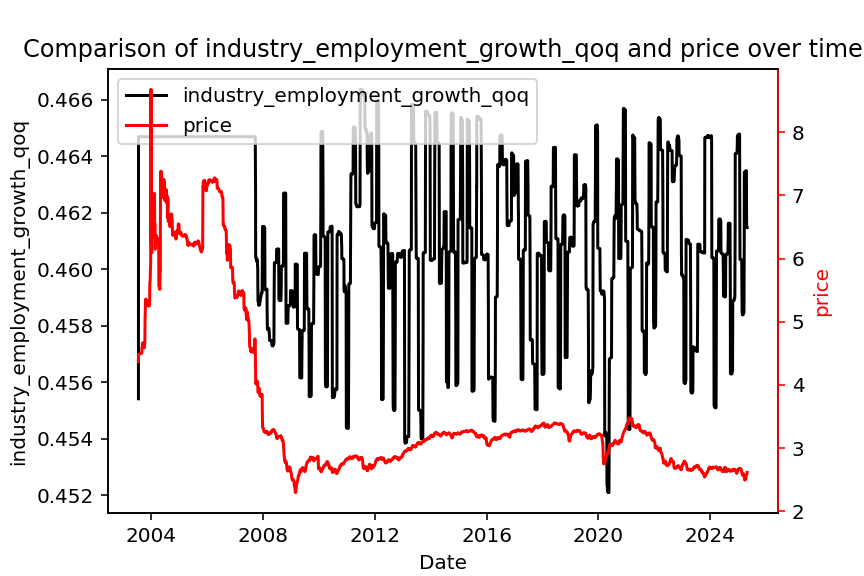 Comparison of industry_employment_growth_qoq and price over time
industry_employment_growth_qoq
price
0.466
0.464
0.462
0.460
0.458
0.456
0.454
0.452
industry_employment_growth_qoq
8
7
6
5
4
3
2
price
2004 2008 2012 2016 2020 2024
Date